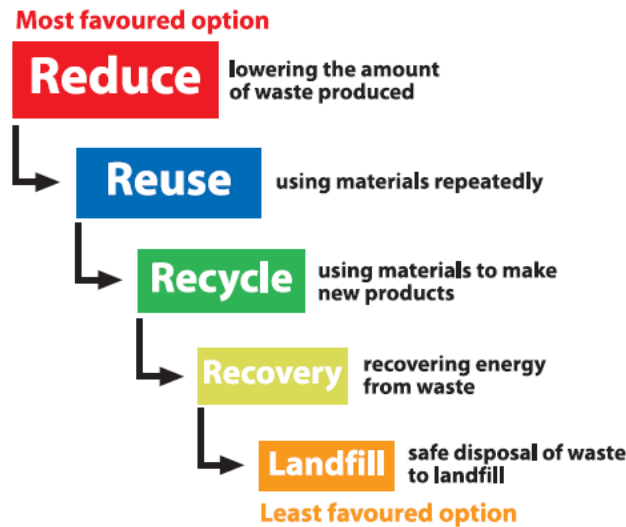 Most favoured option
Reduce
lowering the amount
of waste produced
Reuse
using materials repeatedly
Recycle
using materials to make
new products
Recovery
recovering energy
from waste
Landfill
safe disposal of waste
to landfill
Least favoured option